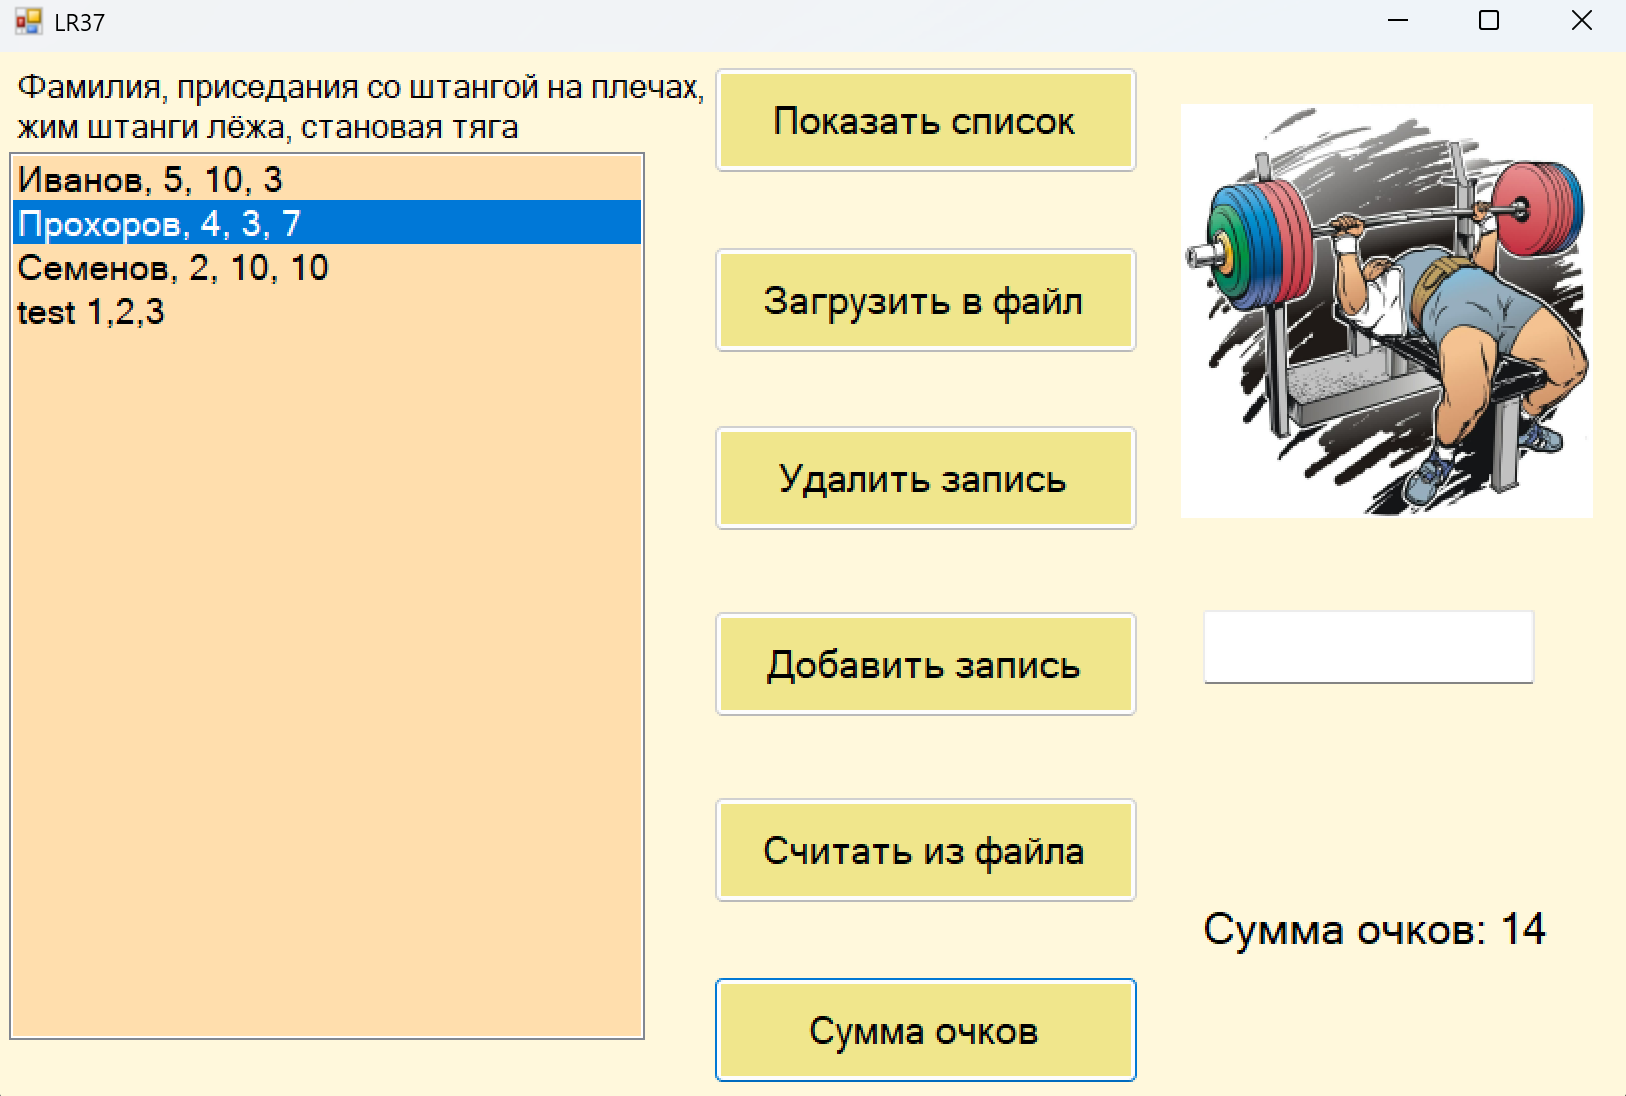 LR37
Фамилия, приседания со штангой на плечах,
жим штанги лёжа, становая тяга
Иванов, 5, 10, 3
Прохоров, 4, 3, 7
Семенов, 2, 10, 10
test 1,2,3
Показать список
Загрузить в файл
Удалить запись
Добавить запись
Считать из файла
Сумма очков
Сумма очков: 14